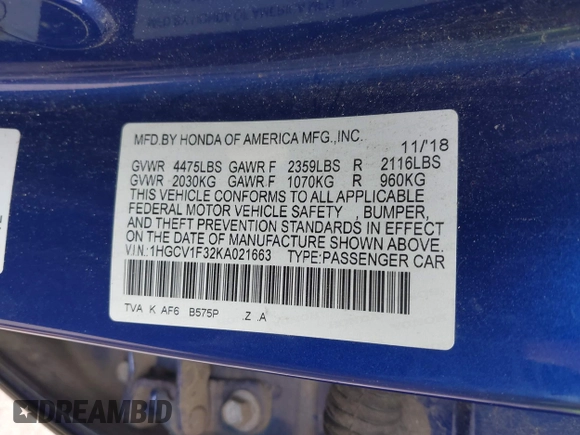 MFD.BY HONDA OF AMERICA MFG.,INC. 11/'18
GVWR 4475LBS GAWR F 2359LBS R 2116LBS
GVWR 2030KG GAWR F 1070KG R 960KG
THIS VEHICLE CONFORMS TO ALL APPLICABLE
FEDERAL MOTOR VEHICLE SAFETY , BUMPER,
AND THEFT PREVENTION STANDARDS IN EFFECT
ON THE DATE OF MANUFACTURE SHOWN ABOVE.
V.I.N.:1HGCV1F32KA021663 TYPE:PASSENGER CAR
TVA K AF6 B575P .Z .A
DREAMBID